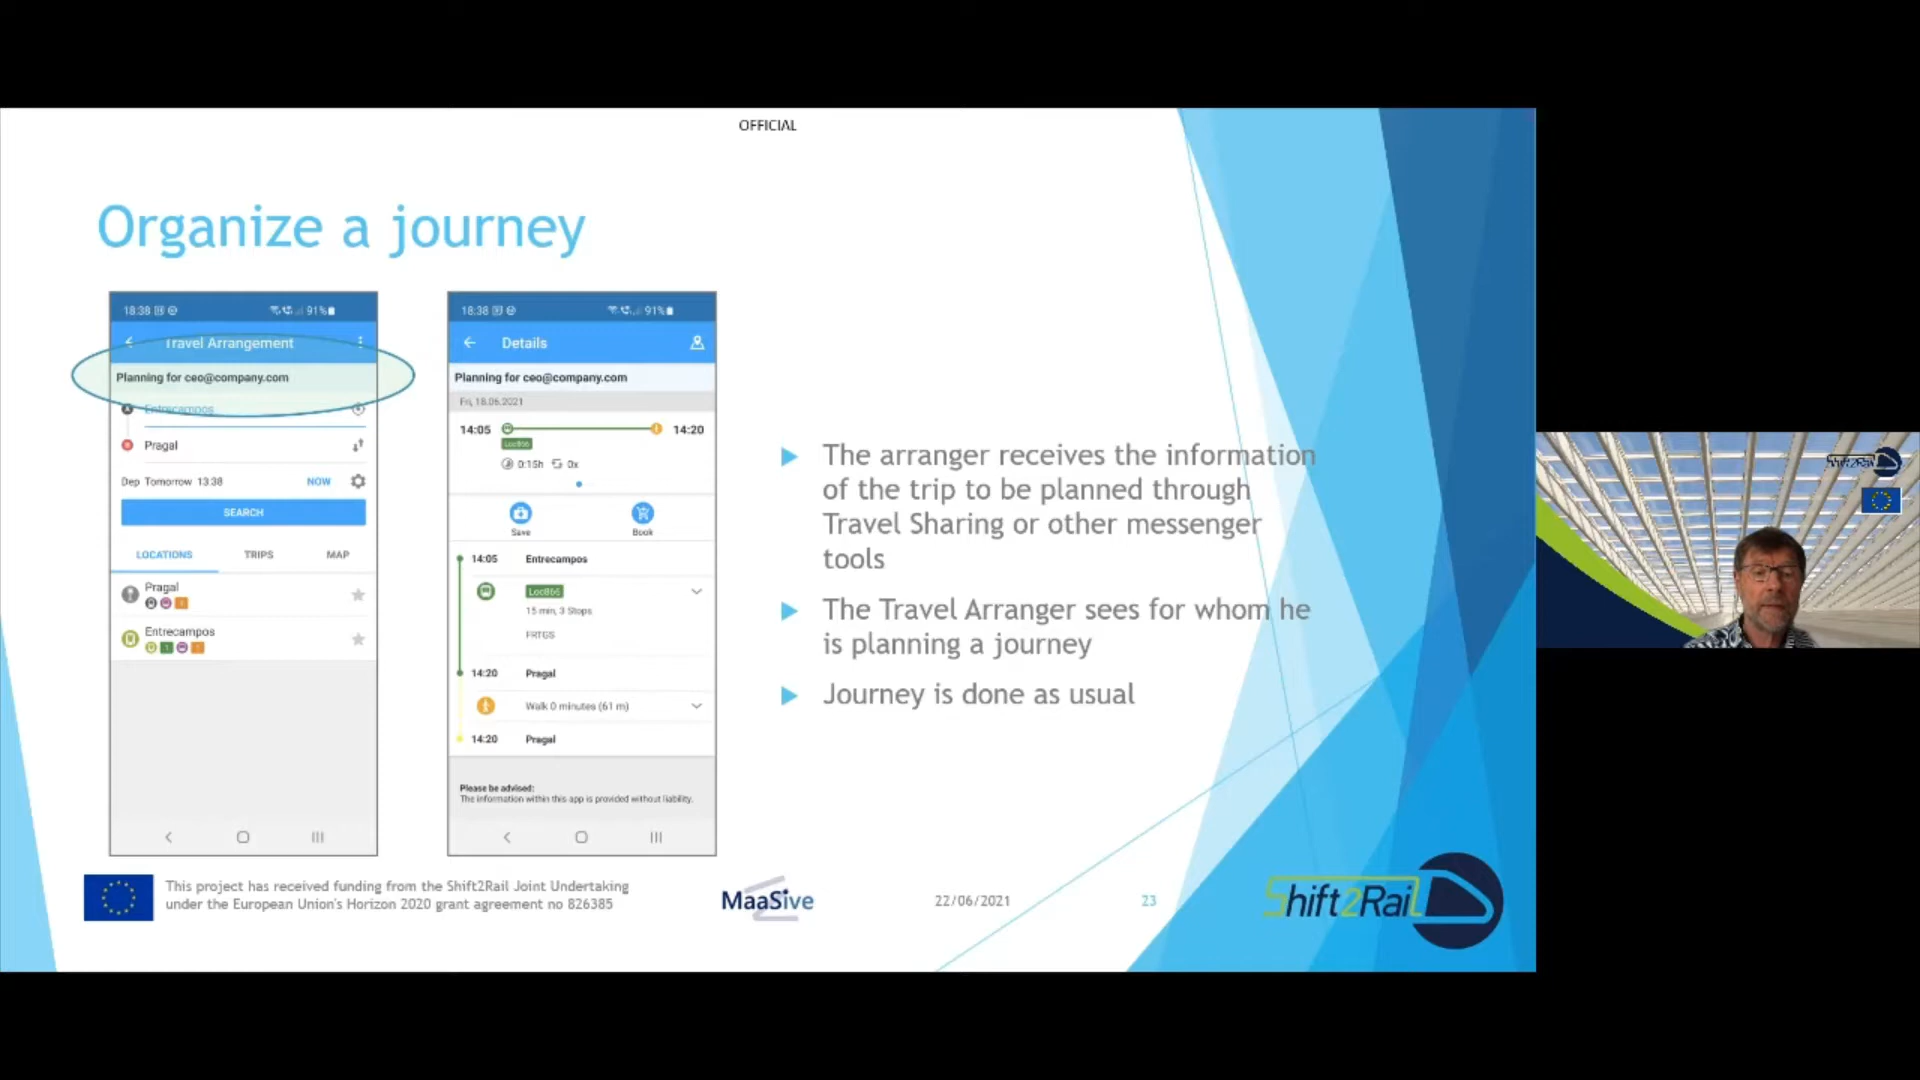 OFFICIAL
Organize a journey
18:38
91%
Travel Arrangement
Planning for ceo@company.com
Entrecampos
Pragal
Dep Tomorrow 13:38
NOW
SEARCH
LOCATIONS
TRIPS
MAP
Pragal
Entrecampos
18:38
91%
Details
Planning for ceo@company.com
Fri, 18.06.2021
14:05
14:20
Loc866
0:15h
0x
Save
Book
14:05 Entrecampos
Loc866
15 min, 3 Stops
FRTGS
14:20 Pragal
Walk 0 minutes (61 m)
14:20 Pragal
Please be advised:
The information within this app is provided without liability.
The arranger receives the information
of the trip to be planned through
Travel Sharing or other messenger
tools
The Travel Arranger sees for whom he
is planning a journey
Journey is done as usual
This project has received funding from the Shift2Rail Joint Undertaking
under the European Union's Horizon 2020 grant agreement no 826385
MaaSive
22/06/2021
23
Shift2Rail
Shift2Rail